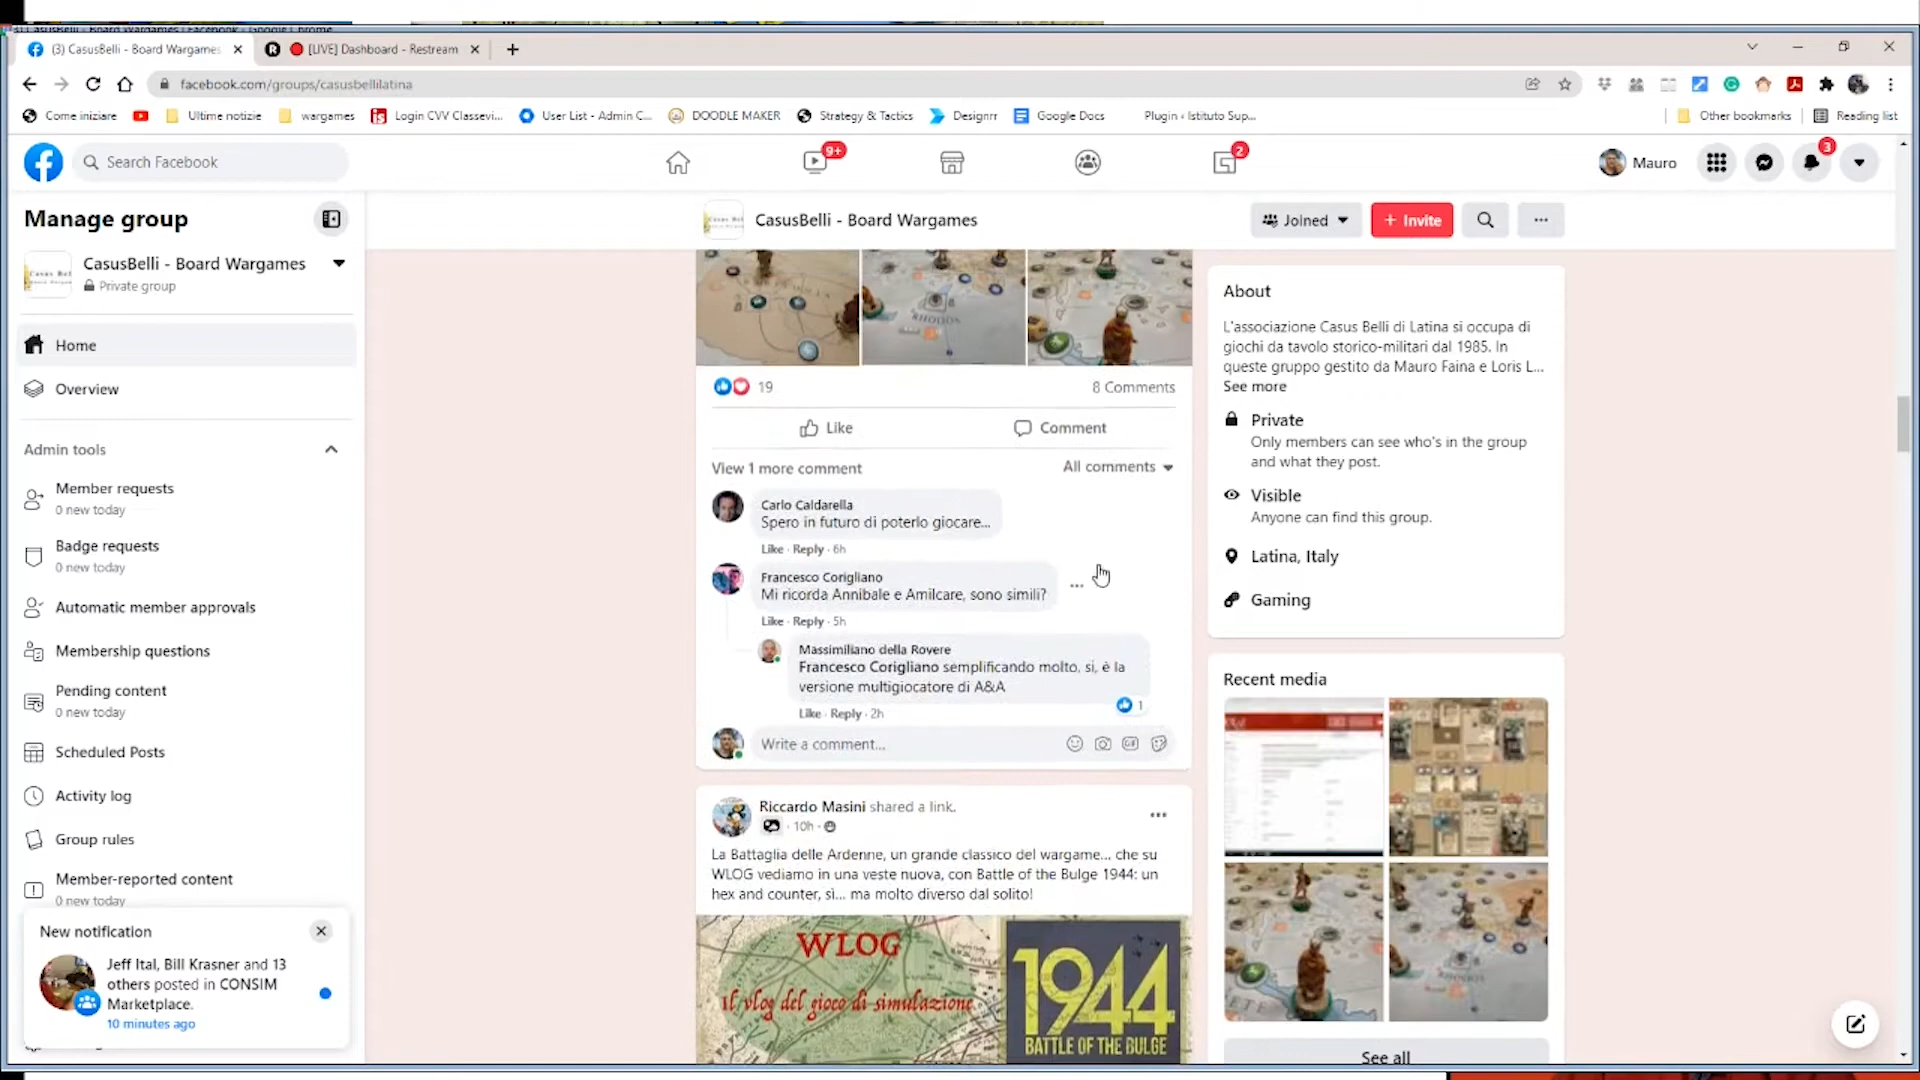 (3) CasusBelli - Board Wargames
[LIVE] Dashboard - Restream
facebook.com/groups/casusbellilatina
Come iniziare
Ultime notizie
wargames
Login CVV Classevi...
User List - Admin C...
DOODLE MAKER
Strategy & Tactics
Designrr
Google Docs
Plugin ‹ Istituto Sup...
Other bookmarks
Reading list
Search Facebook
9+
2
Mauro
3
Manage group
CasusBelli - Board Wargames
Private group
Home
Overview
Admin tools
Member requests
0 new today
Badge requests
0 new today
Automatic member approvals
Membership questions
Pending content
0 new today
Scheduled Posts
Activity log
Group rules
Member-reported content
0 new today
New notification
Jeff Ital, Bill Krasner and 13
others posted in CONSIM
Marketplace.
10 minutes ago
CasusBelli - Board Wargames
Joined
+ Invite
RHODOS
19
8 Comments
Like
Comment
View 1 more comment
All comments
Carlo Caldarella
Spero in futuro di poterlo giocare...
Like · Reply · 6h
Francesco Corigliano
Mi ricorda Annibale e Amilcare, sono simili?
Like · Reply · 5h
Massimiliano della Rovere
Francesco Corigliano semplificando molto, si, è la
versione multigiocatore di A&A
1
Like · Reply · 2h
Write a comment...
Riccardo Masini shared a link.
10h
La Battaglia delle Ardenne, un grande classico del wargame... che su
WLOG vediamo in una veste nuova, con Battle of the Bulge 1944: un
hex and counter, sì... ma molto diverso dal solito!
WLOG
Il vlog del gioco di simulazione
1944
BATTLE OF THE BULGE
About
L'associazione Casus Belli di Latina si occupa di
giochi da tavolo storico-militari dal 1985. In
queste gruppo gestito da Mauro Faina e Loris L...
See more
Private
Only members can see who's in the group
and what they post.
Visible
Anyone can find this group.
Latina, Italy
Gaming
Recent media
See all